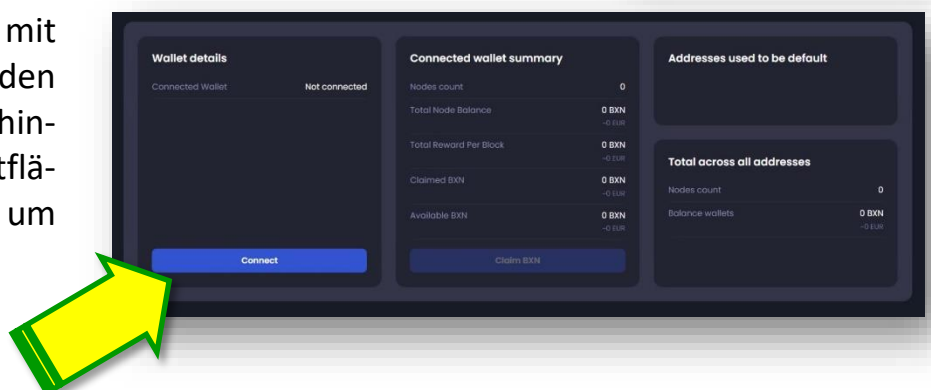 mit
den
hin-
tflä-
um
Wallet details
Connected Wallet Not connected
Connect
Connected wallet summary
Nodes count 0
Total Node Balance 0 BXN
~0 EUR
Total Reward Per Block 0 BXN
~0 EUR
Claimed BXN 0 BXN
~0 EUR
Available BXN 0 BXN
~0 EUR
Claim BXN
Addresses used to be default
Total across all addresses
Nodes count 0
Balance wallets 0 BXN
~0 EUR